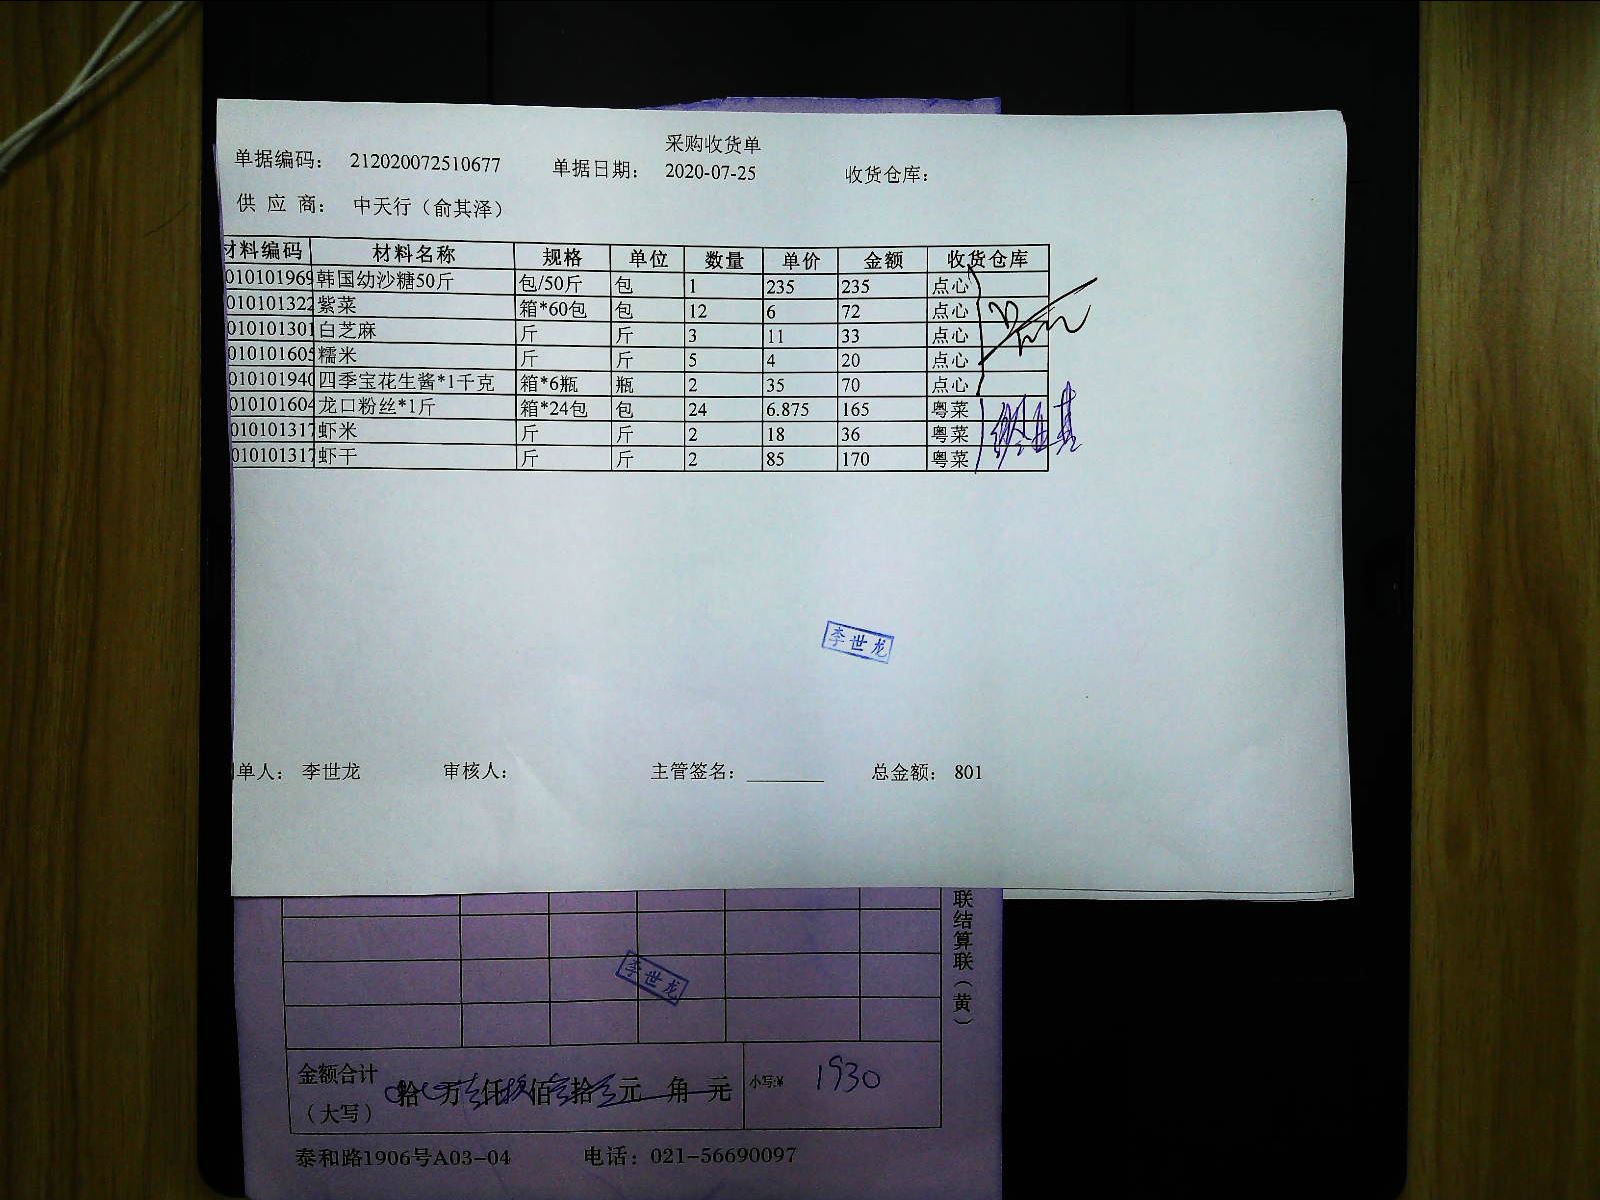 采购收货单
单据编码： 212020072510677 单据日期： 2020-07-25 收货仓库：
供 应 商： 中天行（俞其泽）
材料编码 材料名称 规格 单位 数量 单价 金额 收货仓库
010101969 韩国幼沙糖50斤 包/50斤 包 1 235 235 点心
010101322 紫菜 箱*60包 包 12 6 72 点心
010101301 白芝麻 斤 斤 3 11 33 点心
010101605 糯米 斤 斤 5 4 20 点心
010101940 四季宝花生酱*1千克 箱*6瓶 瓶 2 35 70 点心
010101604 龙口粉丝*1斤 箱*24包 包 24 6.875 165 粤菜
010101317 虾米 斤 斤 2 18 36 粤菜
010101317 虾干 斤 斤 2 85 170 粤菜
李世龙
单人： 李世龙 审核人： 主管签名： 总金额： 801
联结算联（黄）
李世龙
金额合计
（大写） 拾 万 仟 佰 拾 元 角 元 小写:¥ 1930
泰和路1906号A03-04 电话：021-56690097